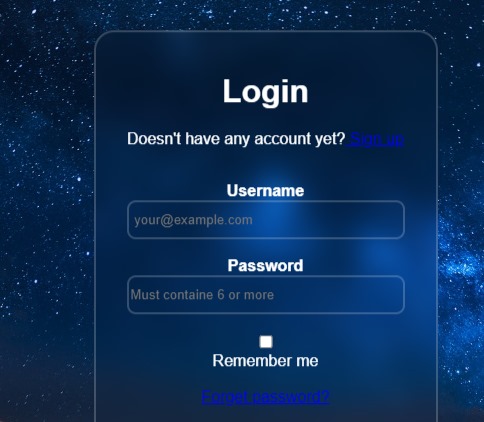 Login
Doesn't have any account yet? Sign up
Username
your@example.com
Password
Must containe 6 or more
Remember me
Forget password?